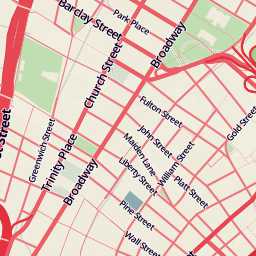 Barclay Street
Park Place
Church Street
Broadway
Fulton Street
Gold Street
John Street
Greenwich Street
Maiden Lane
Trinity Place
Broadway
Liberty Street
William Street
Platt Street
Pine Street
Wall Street
Street